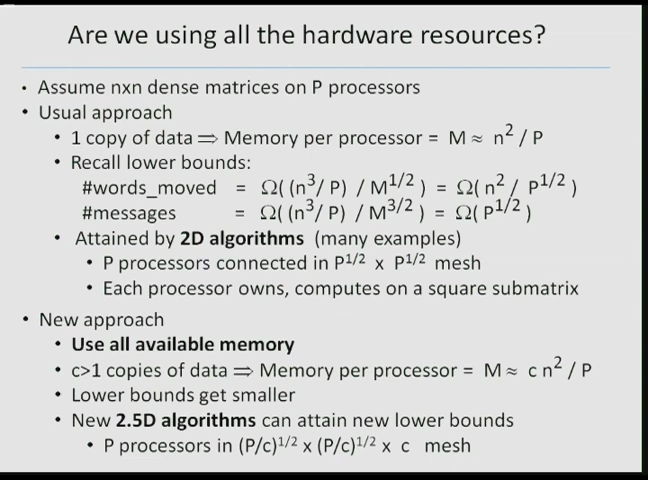 Are we using all the hardware resources?
• Assume nxn dense matrices on P processors
• Usual approach
• 1 copy of data ⇒ Memory per processor = M ≈ n² / P
• Recall lower bounds:
#words_moved = Ω( (n³/ P) / M^1/2 ) = Ω( n² / P^1/2 )
#messages = Ω( (n³/ P) / M^3/2 ) = Ω( P^1/2 )
• Attained by 2D algorithms (many examples)
• P processors connected in P^1/2 x P^1/2 mesh
• Each processor owns, computes on a square submatrix
• New approach
• Use all available memory
• c>1 copies of data ⇒ Memory per processor = M ≈ c n² / P
• Lower bounds get smaller
• New 2.5D algorithms can attain new lower bounds
• P processors in (P/c)^1/2 x (P/c)^1/2 x c mesh